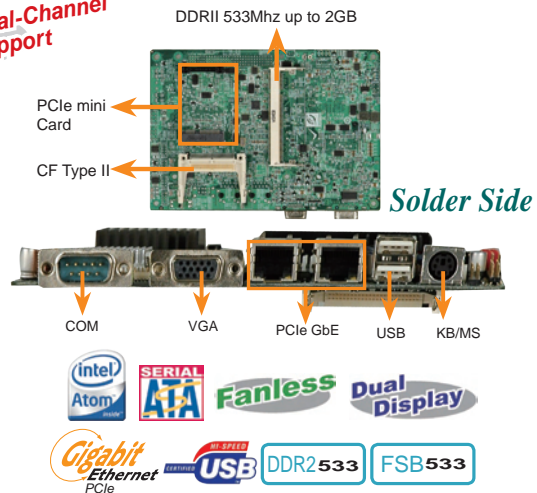 al-Channel
pport
DDRII 533Mhz up to 2GB
PCIe mini
Card
CF Type II
Solder Side
COM
VGA
PCIe GbE
USB
KB/MS
intel
Atom
inside
SERIAL
ATA
Fanless
Dual
Display
Gigabit
Ethernet
PCIe
HI-SPEED
CERTIFIED
USB
DDR2 533
FSB533